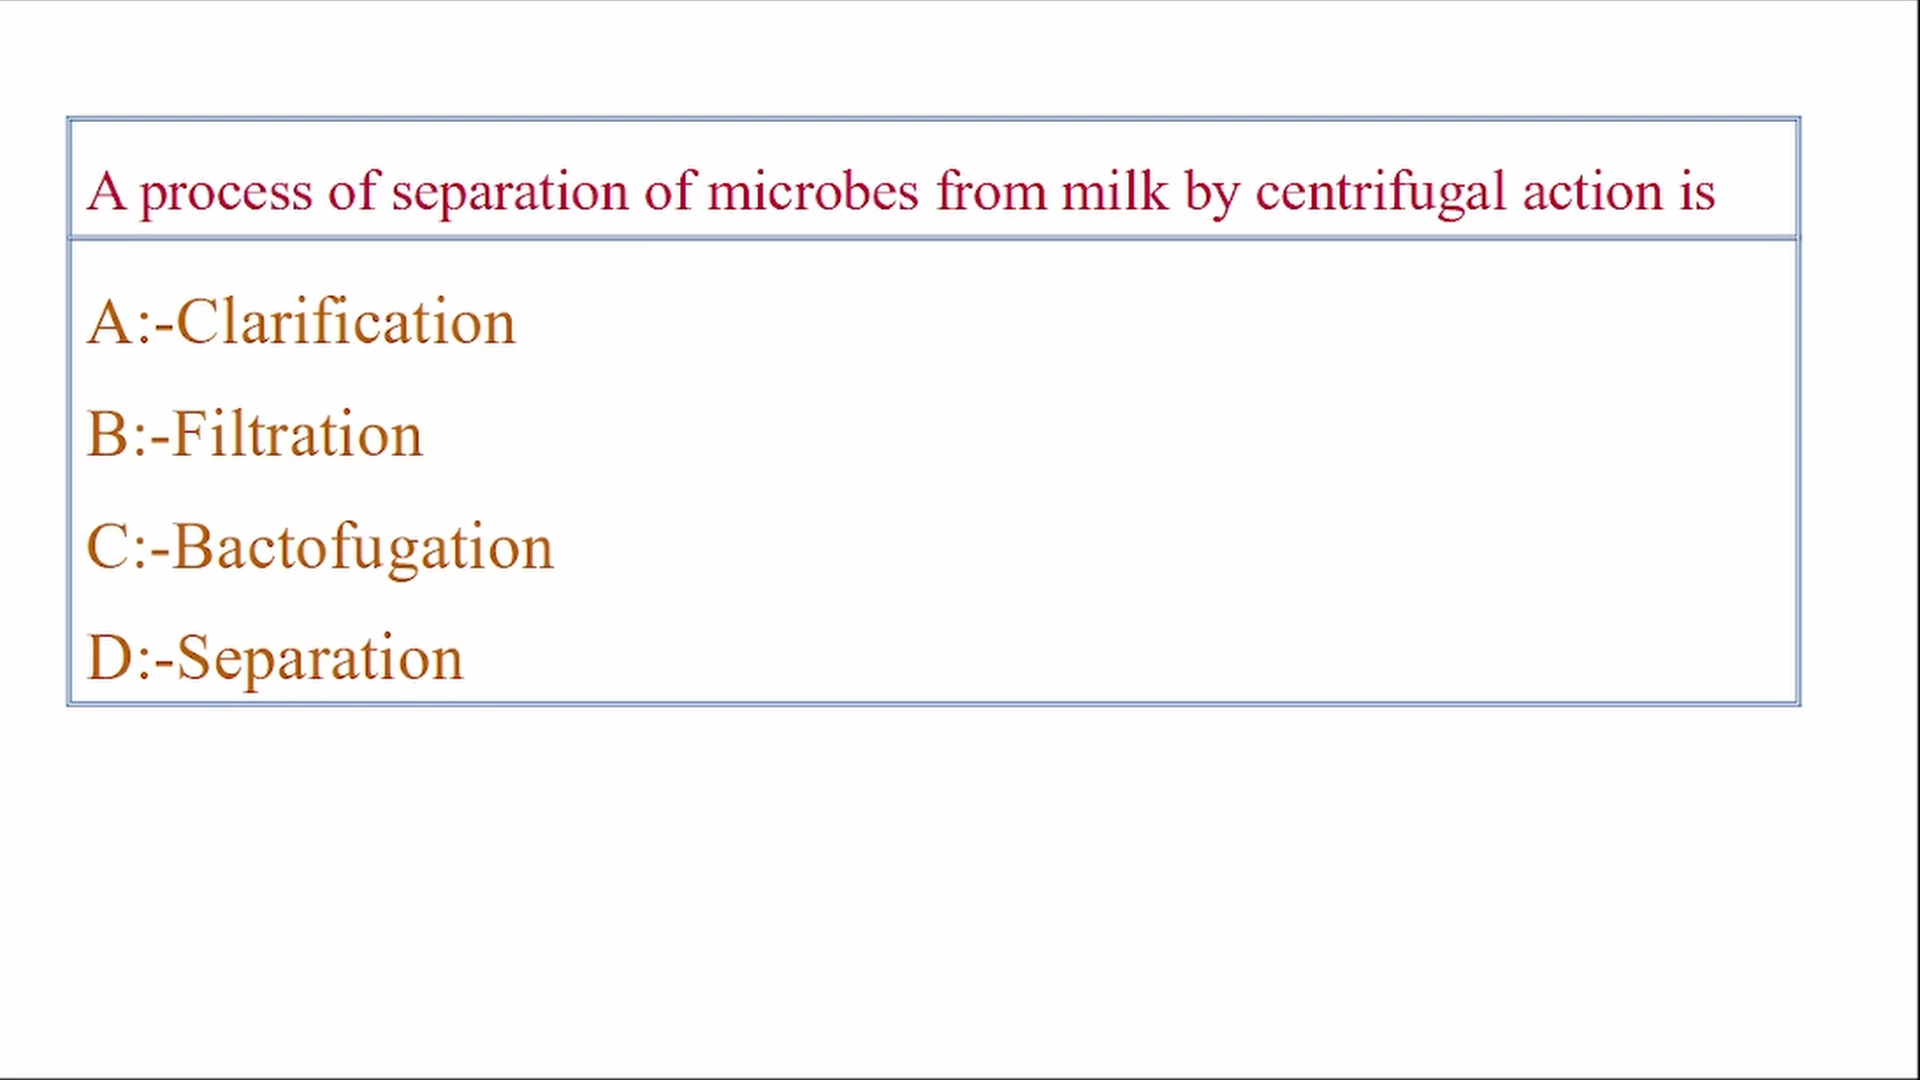 A process of separation of microbes from milk by centrifugal action is
A:-Clarification
B:-Filtration
C:-Bactofugation
D:-Separation